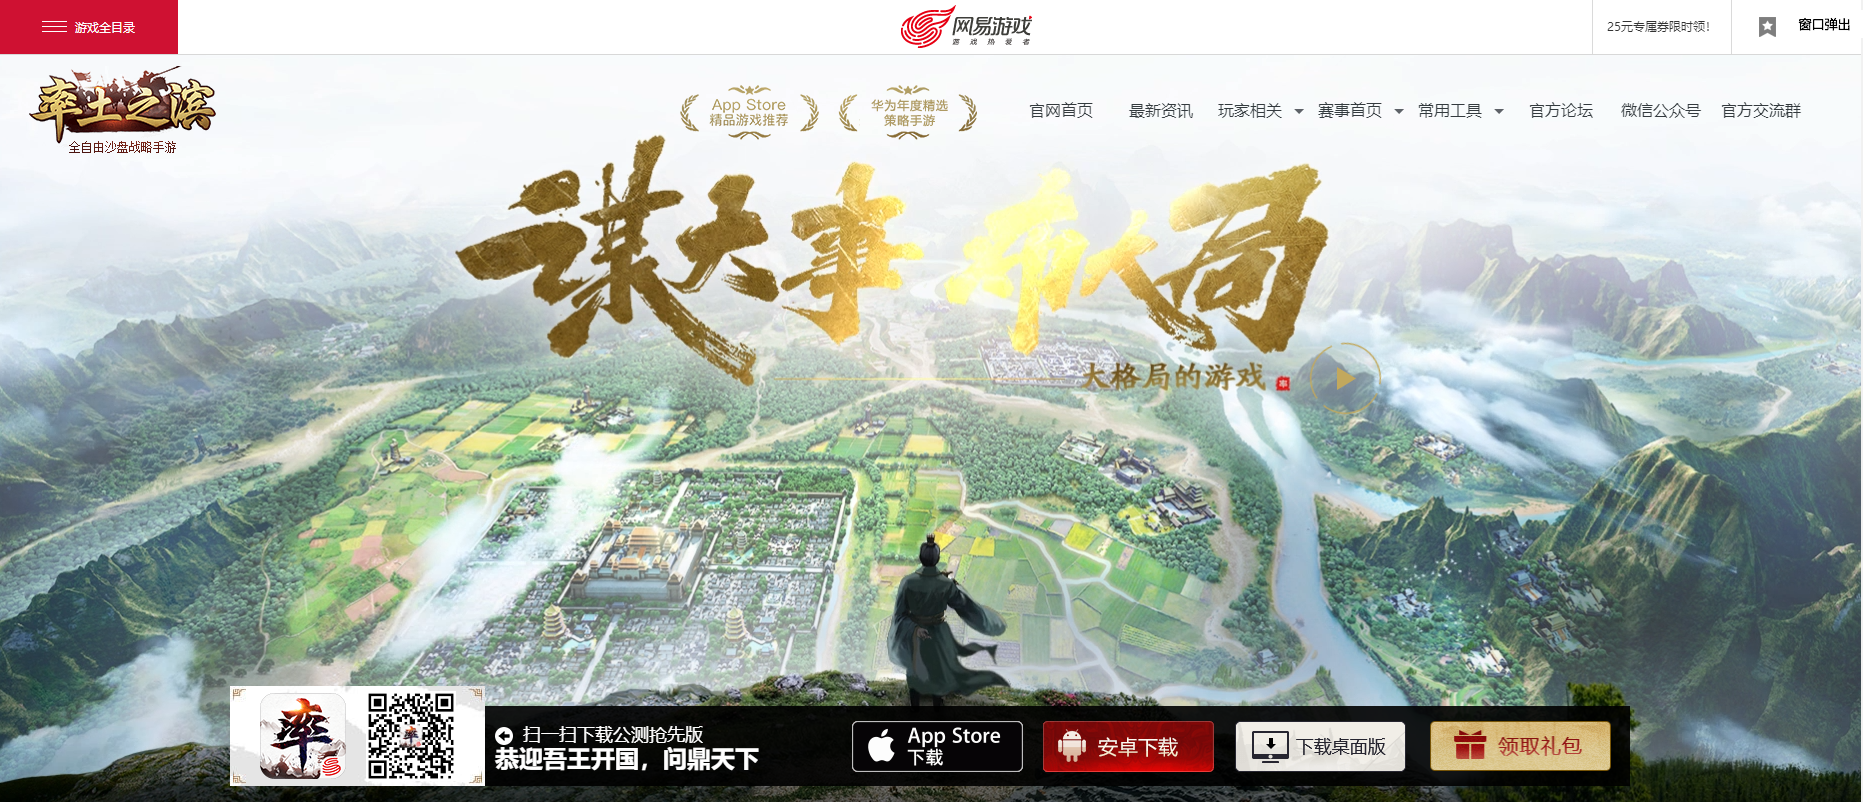 游戏全目录
网易游戏
游戏热爱者
25元专属券限时领!
窗口弹出
率土之滨
全自由沙盘战略手游
App Store
精品游戏推荐
华为年度精选
策略手游
官网首页
最新资讯
玩家相关
赛事首页
常用工具
官方论坛
微信公众号
官方交流群
谋大事 布大局
大格局的游戏
率
率
扫一扫下载公测抢先版
恭迎吾王开国，问鼎天下
App Store
下载
安卓下载
下载桌面版
领取礼包